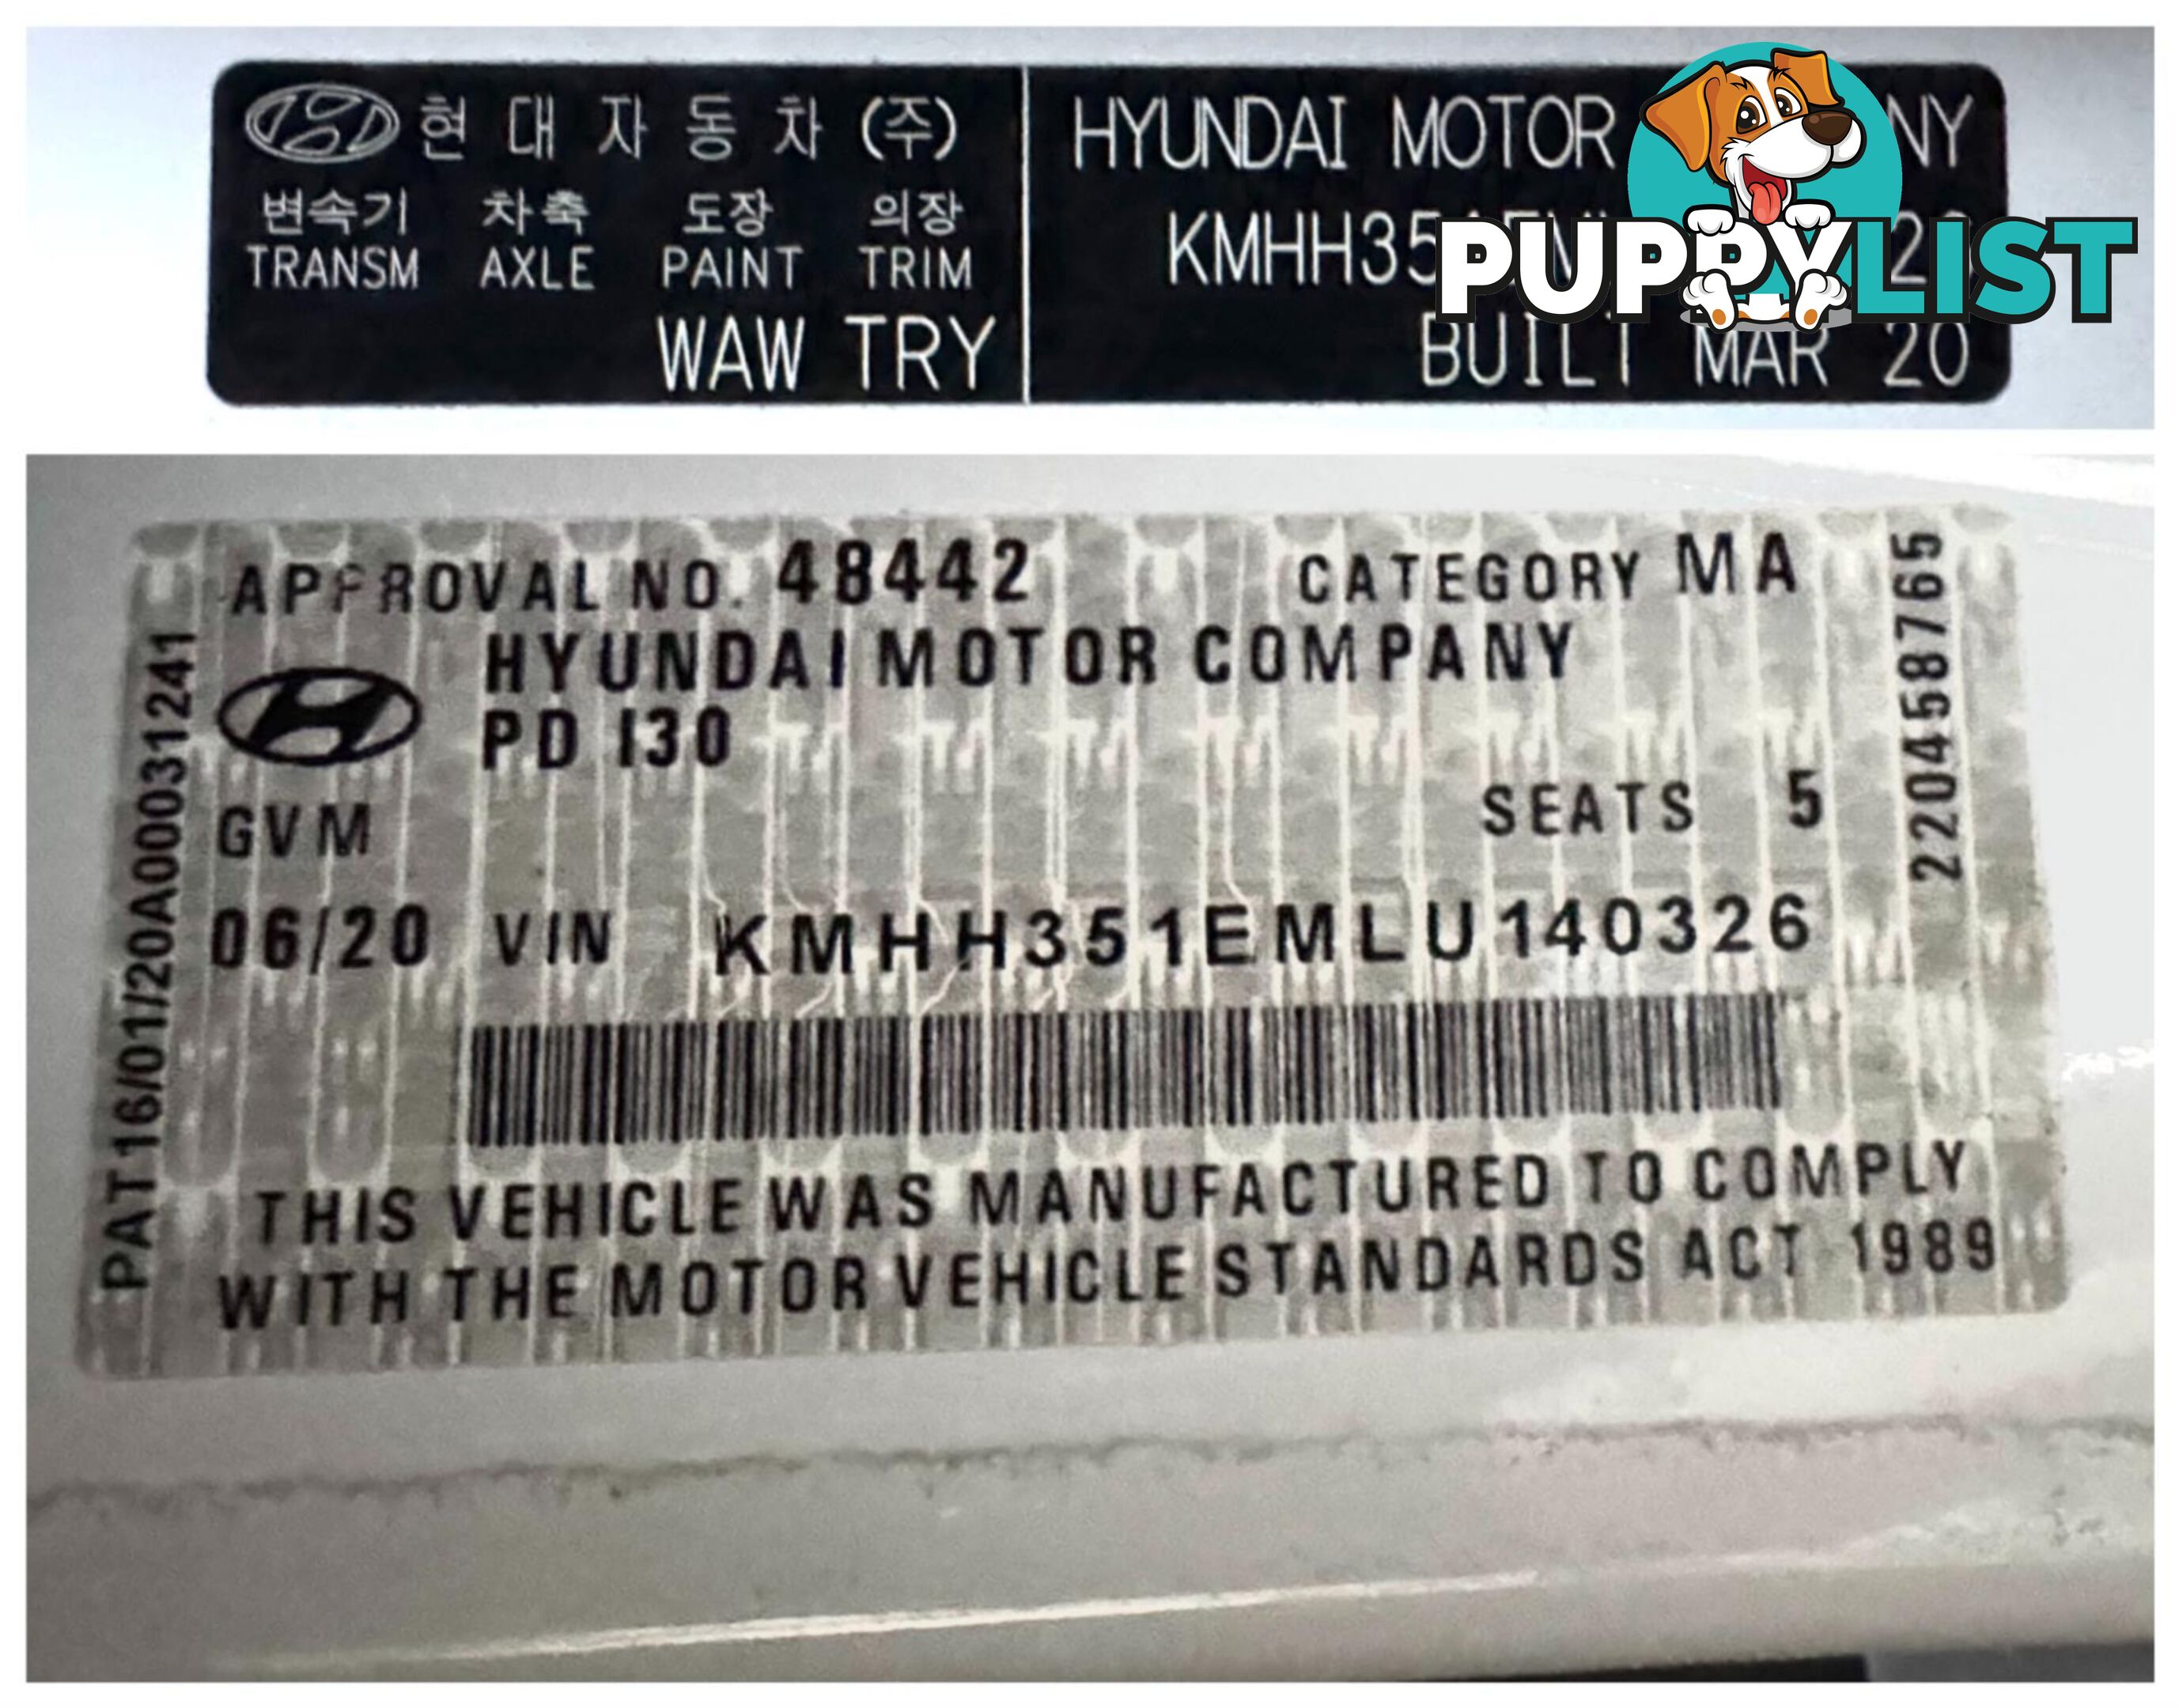 현대자동차(주)
변속기 차축 도장 의장
TRANSM AXLE PAINT TRIM
WAW TRY
HYUNDAI MOTOR
KMHH35
BUILT MAR 20
PUPPYLIST
APPROVAL NO. 48442 CATEGORY MA
HYUNDAI MOTOR COMPANY
PD I30
SEATS 5
GVM
06/20 VIN KMHH351EMLU140326
THIS VEHICLE WAS MANUFACTURED TO COMPLY
WITH THE MOTOR VEHICLE STANDARDS ACT 1989
PAT16/01/20A00031241
220458765